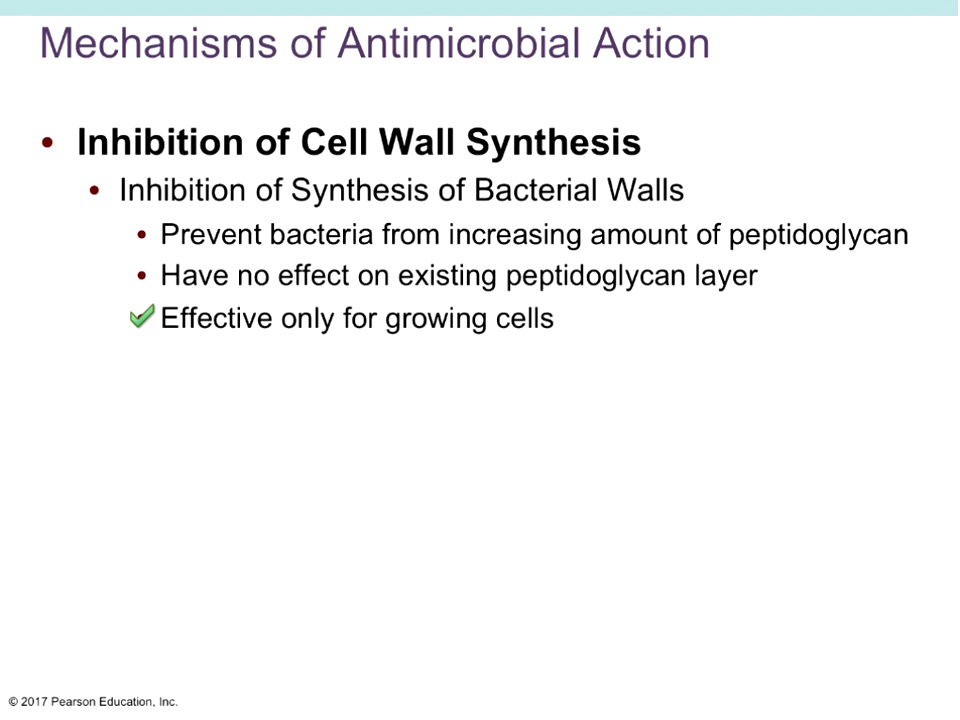 Mechanisms of Antimicrobial Action
• Inhibition of Cell Wall Synthesis
• Inhibition of Synthesis of Bacterial Walls
• Prevent bacteria from increasing amount of peptidoglycan
• Have no effect on existing peptidoglycan layer
✔ Effective only for growing cells
© 2017 Pearson Education, Inc.